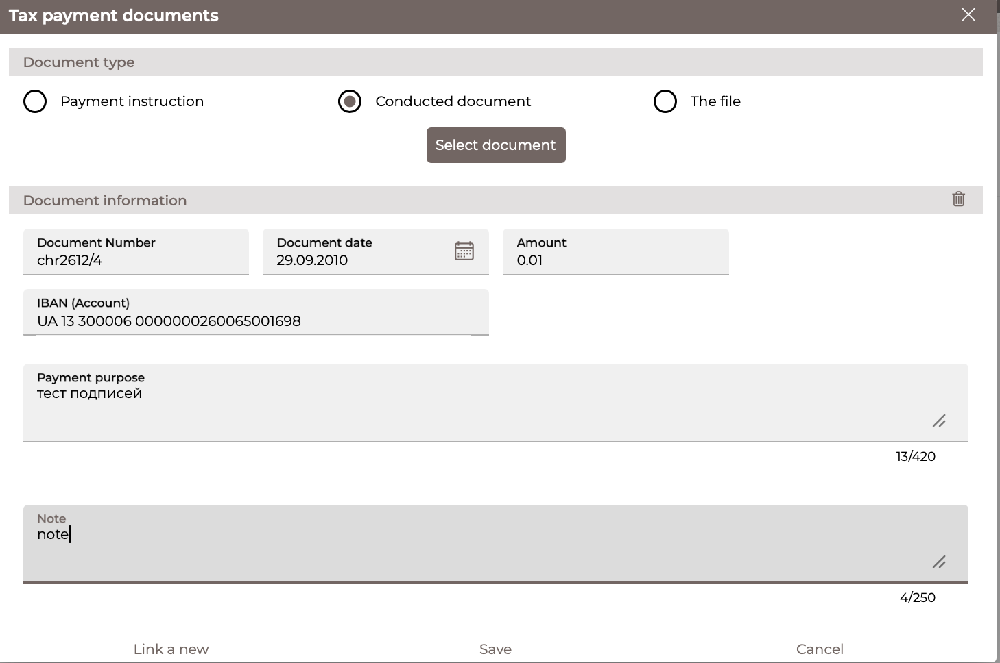 Tax payment documents
Document type
Payment instruction
Conducted document
The file
Select document
Document information
Document Number
chr2612/4
Document date
29.09.2010
Amount
0.01
IBAN (Account)
UA 13 300006 0000000260065001698
Payment purpose
тест подписей
13/420
Note
note
4/250
Link a new
Save
Cancel